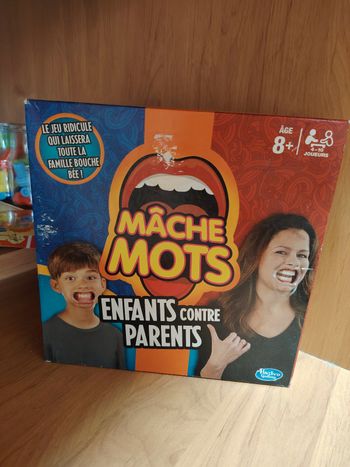 LE JEU RIDICULE
QUI LAISSERA
TOUTE LA
FAMILLE BOUCHE
BÉE !
ÂGE
8+
4-10
JOUEURS
MÂCHE
MOTS
ENFANTS CONTRE
PARENTS
Hasbro
Gaming